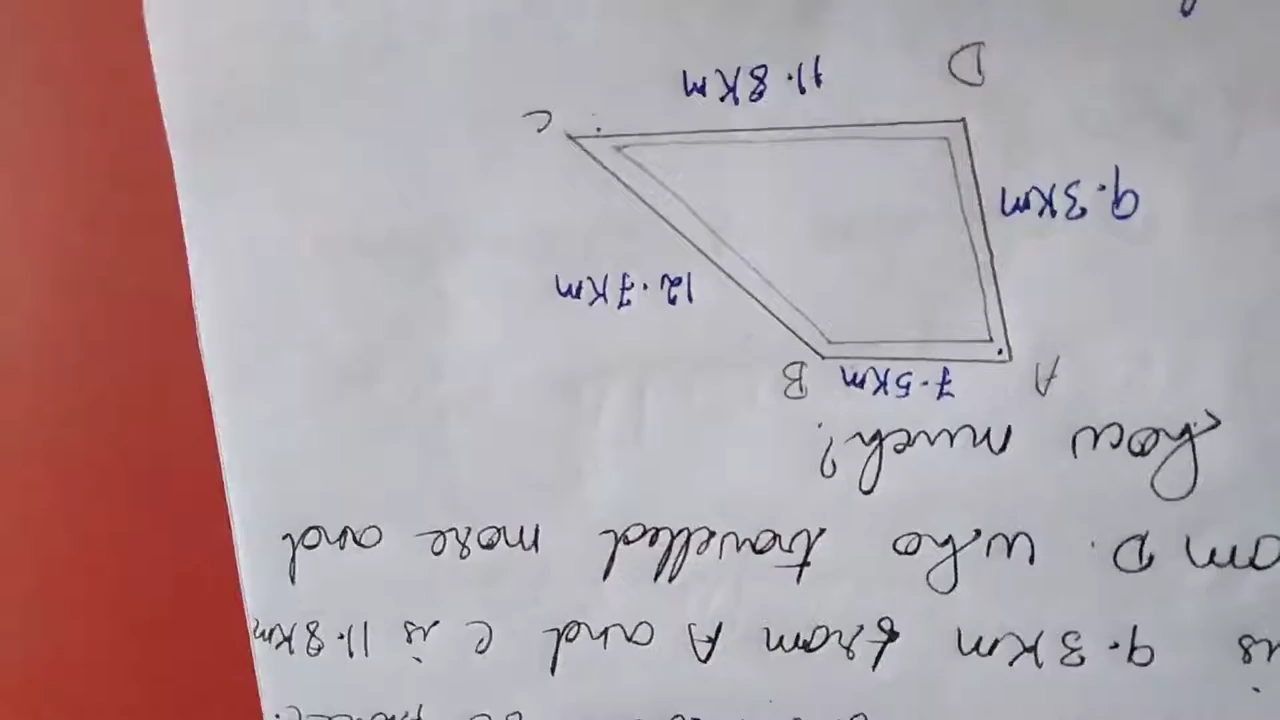 is 9.3km from A and C is 11.8km
om D. Who travelled more and
how much?
A 7.5km B
12.7km
9.3km
C
11.8km
D